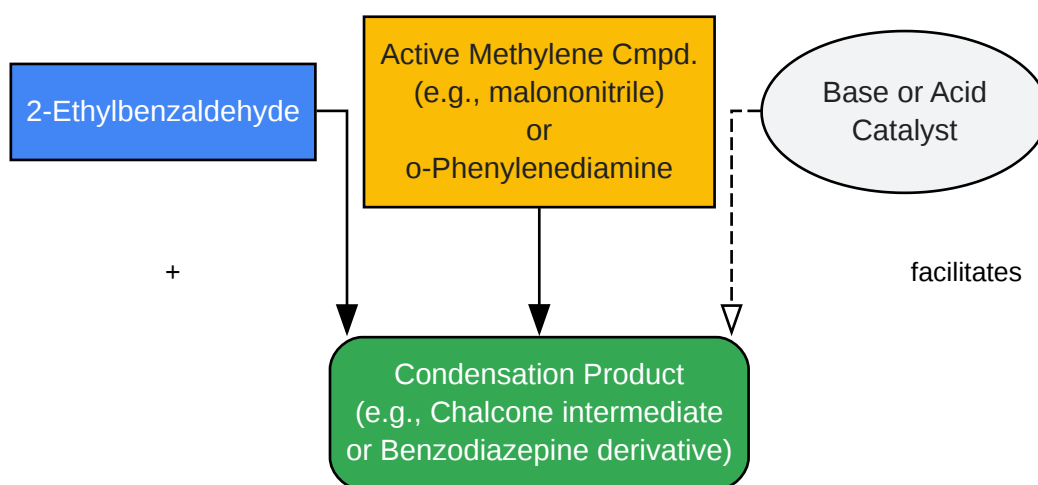 2-Ethylbenzaldehyde
Active Methylene Cmpd.
(e.g., malononitrile)
or
o-Phenylenediamine
Base or Acid
Catalyst
+
facilitates
Condensation Product
(e.g., Chalcone intermediate
or Benzodiazepine derivative)